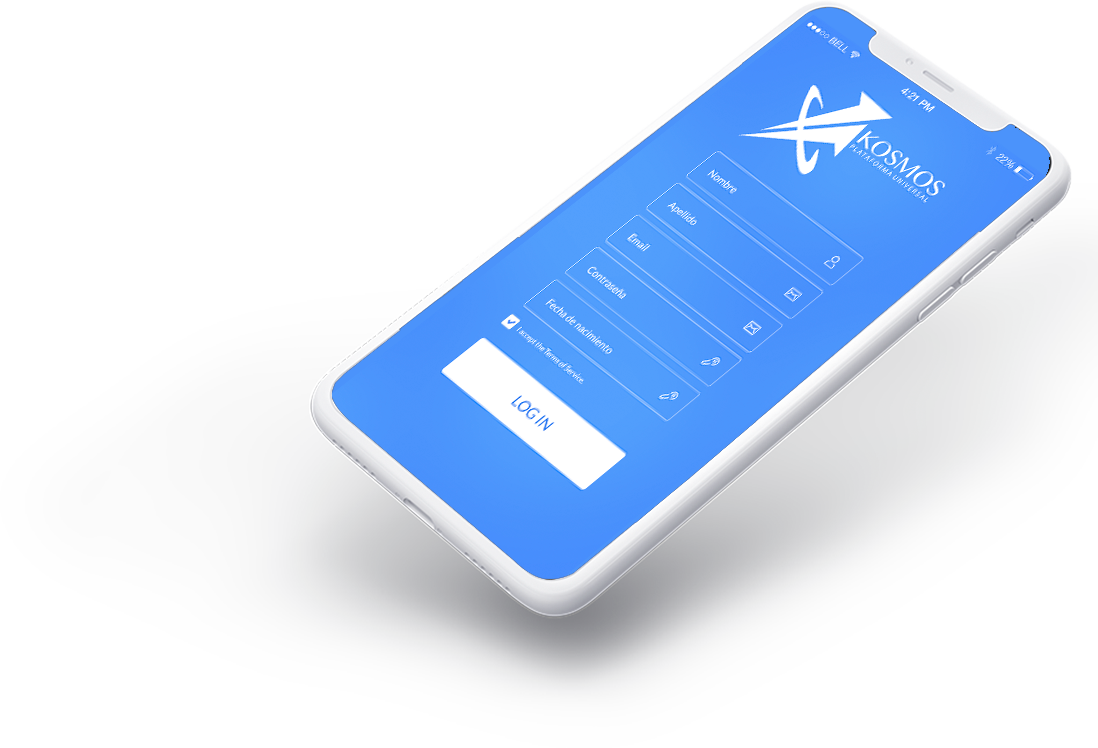 BELL
4:21 PM
22%
KOSMOS
PLATAFORMA UNIVERSAL
Nombre
Apellido
Email
Contraseña
Fecha de nacimiento
I accept the Terms of Service.
LOG IN